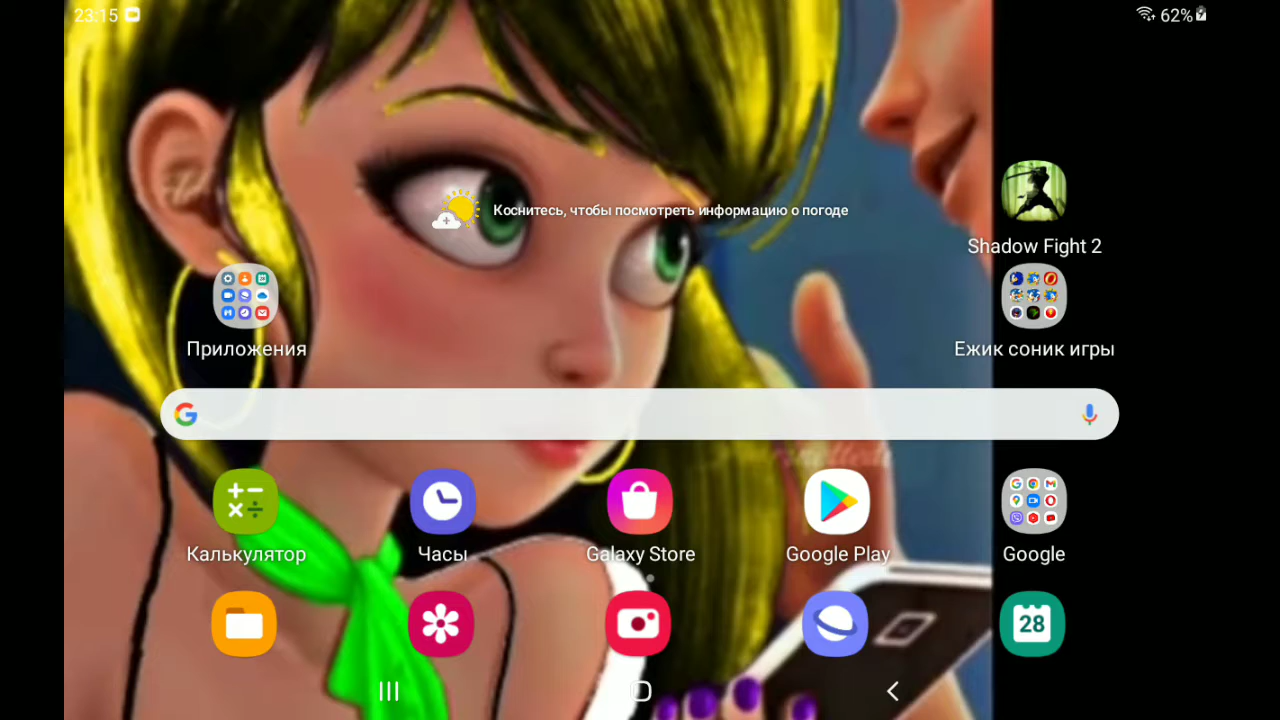 23:15
62%
Коснитесь, чтобы посмотреть информацию о погоде
Shadow Fight 2
Приложения
Ежик соник игры
Калькулятор
Часы
Galaxy Store
Google Play
Google
28